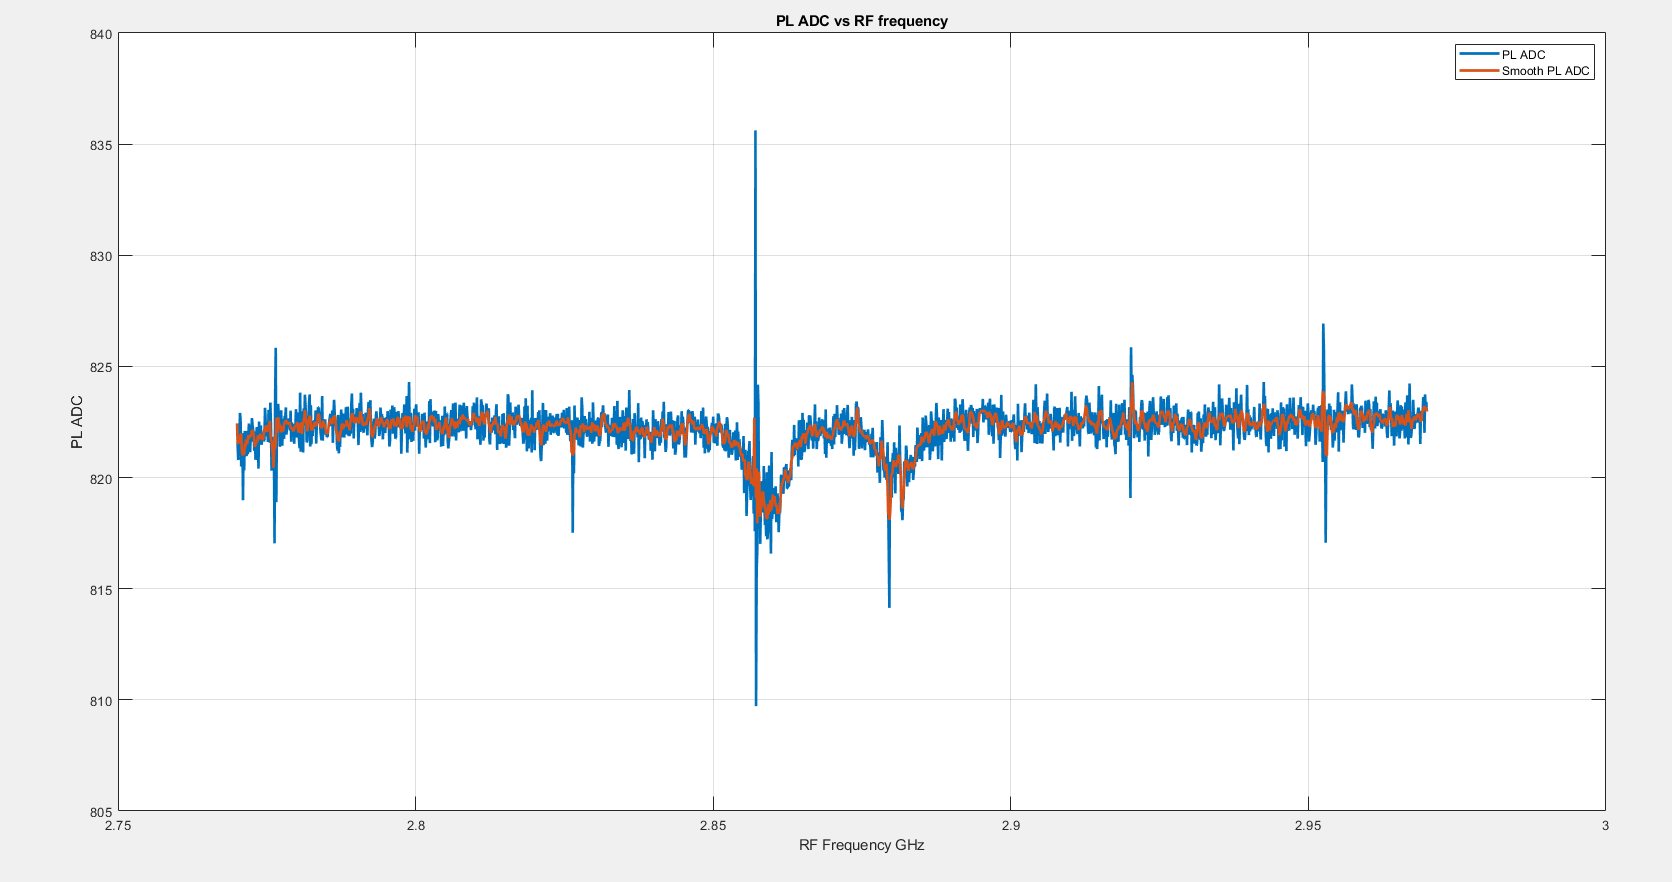 PL ADC vs RF frequency
840
835
830
825
820
815
810
805
PL ADC
PL ADC
Smooth PL ADC
2.75
2.8
2.85
2.9
2.95
3
RF Frequency GHz